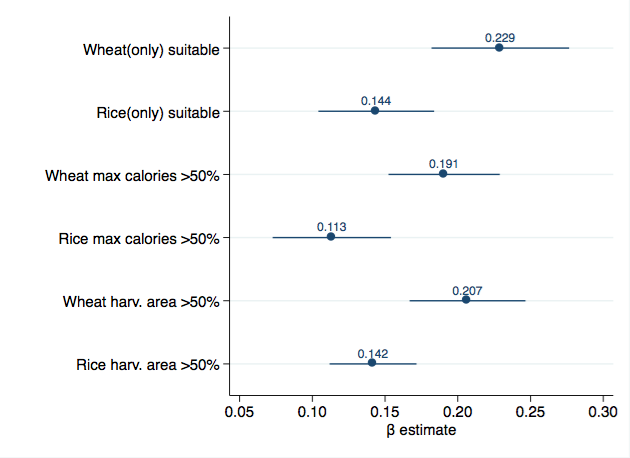 0.229
Wheat(only) suitable
0.144
Rice(only) suitable
0.191
Wheat max calories >50%
0.113
Rice max calories >50%
0.207
Wheat harv. area >50%
0.142
Rice harv. area >50%
0.05 0.10 0.15 0.20 0.25 0.30
β estimate